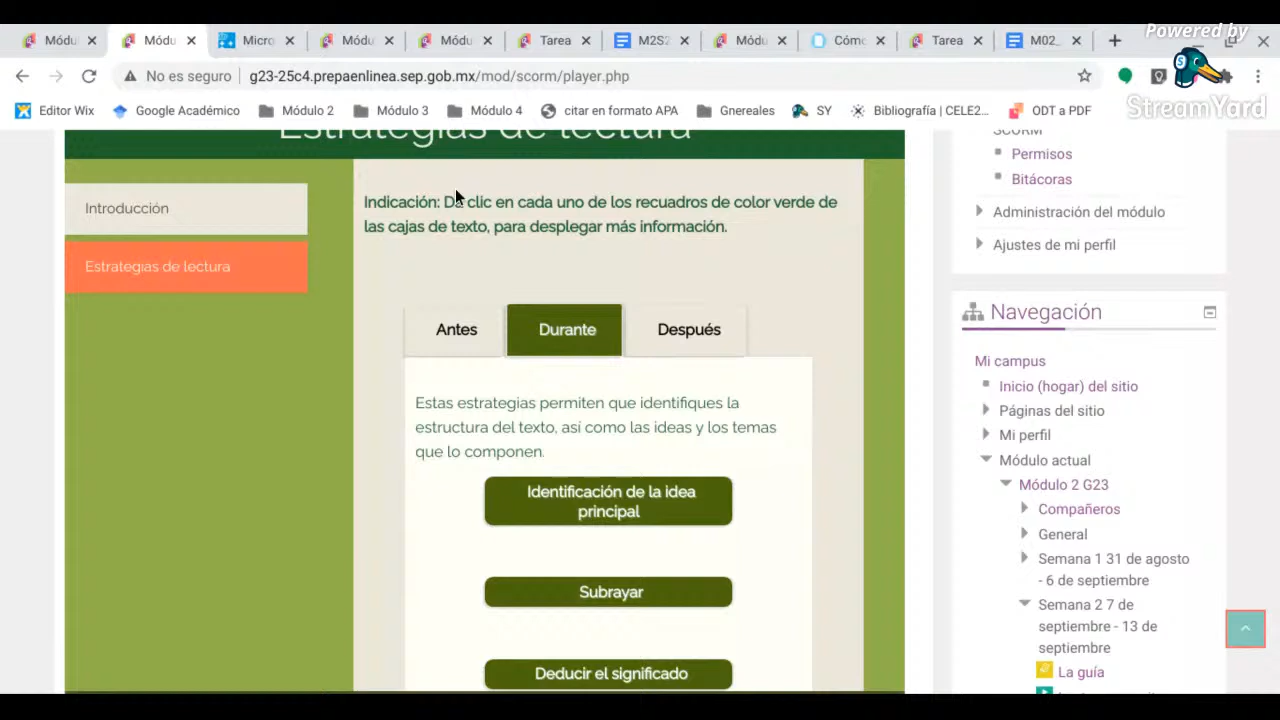 Powered by
StreamYard
Módu
Módu
Micro
Módu
Módu
Tarea
M2S2
Módu
Cómo
Tarea
M02_
No es seguro
g23-25c4.prepaenlinea.sep.gob.mx/mod/scorm/player.php
Editor Wix
Google Académico
Módulo 2
Módulo 3
Módulo 4
citar en formato APA
Gnereales
SY
Bibliografía | CELE2...
ODT a PDF
Estrategias de lectura
Introducción
Estrategias de lectura
Indicación: Da clic en cada uno de los recuadros de color verde de
las cajas de texto, para desplegar más información.
Antes
Durante
Después
Estas estrategias permiten que identifiques la
estructura del texto, así como las ideas y los temas
que lo componen.
Identificación de la idea
principal
Subrayar
Deducir el significado
SCORM
Permisos
Bitácoras
Administración del módulo
Ajustes de mi perfil
Navegación
Mi campus
Inicio (hogar) del sitio
Páginas del sitio
Mi perfil
Módulo actual
Módulo 2 G23
Compañeros
General
Semana 1 31 de agosto
- 6 de septiembre
Semana 2 7 de
septiembre - 13 de
septiembre
La guía